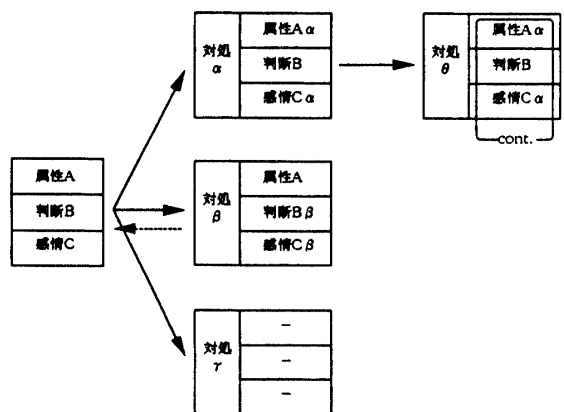 属性A
判断B
感情C
対処
α
属性Aα
判断B
感情Cα
対処
θ
属性Aα
判断B
感情Cα
cont.
対処
β
属性A
判断Bβ
感情Cβ
対処
γ
−
−
−